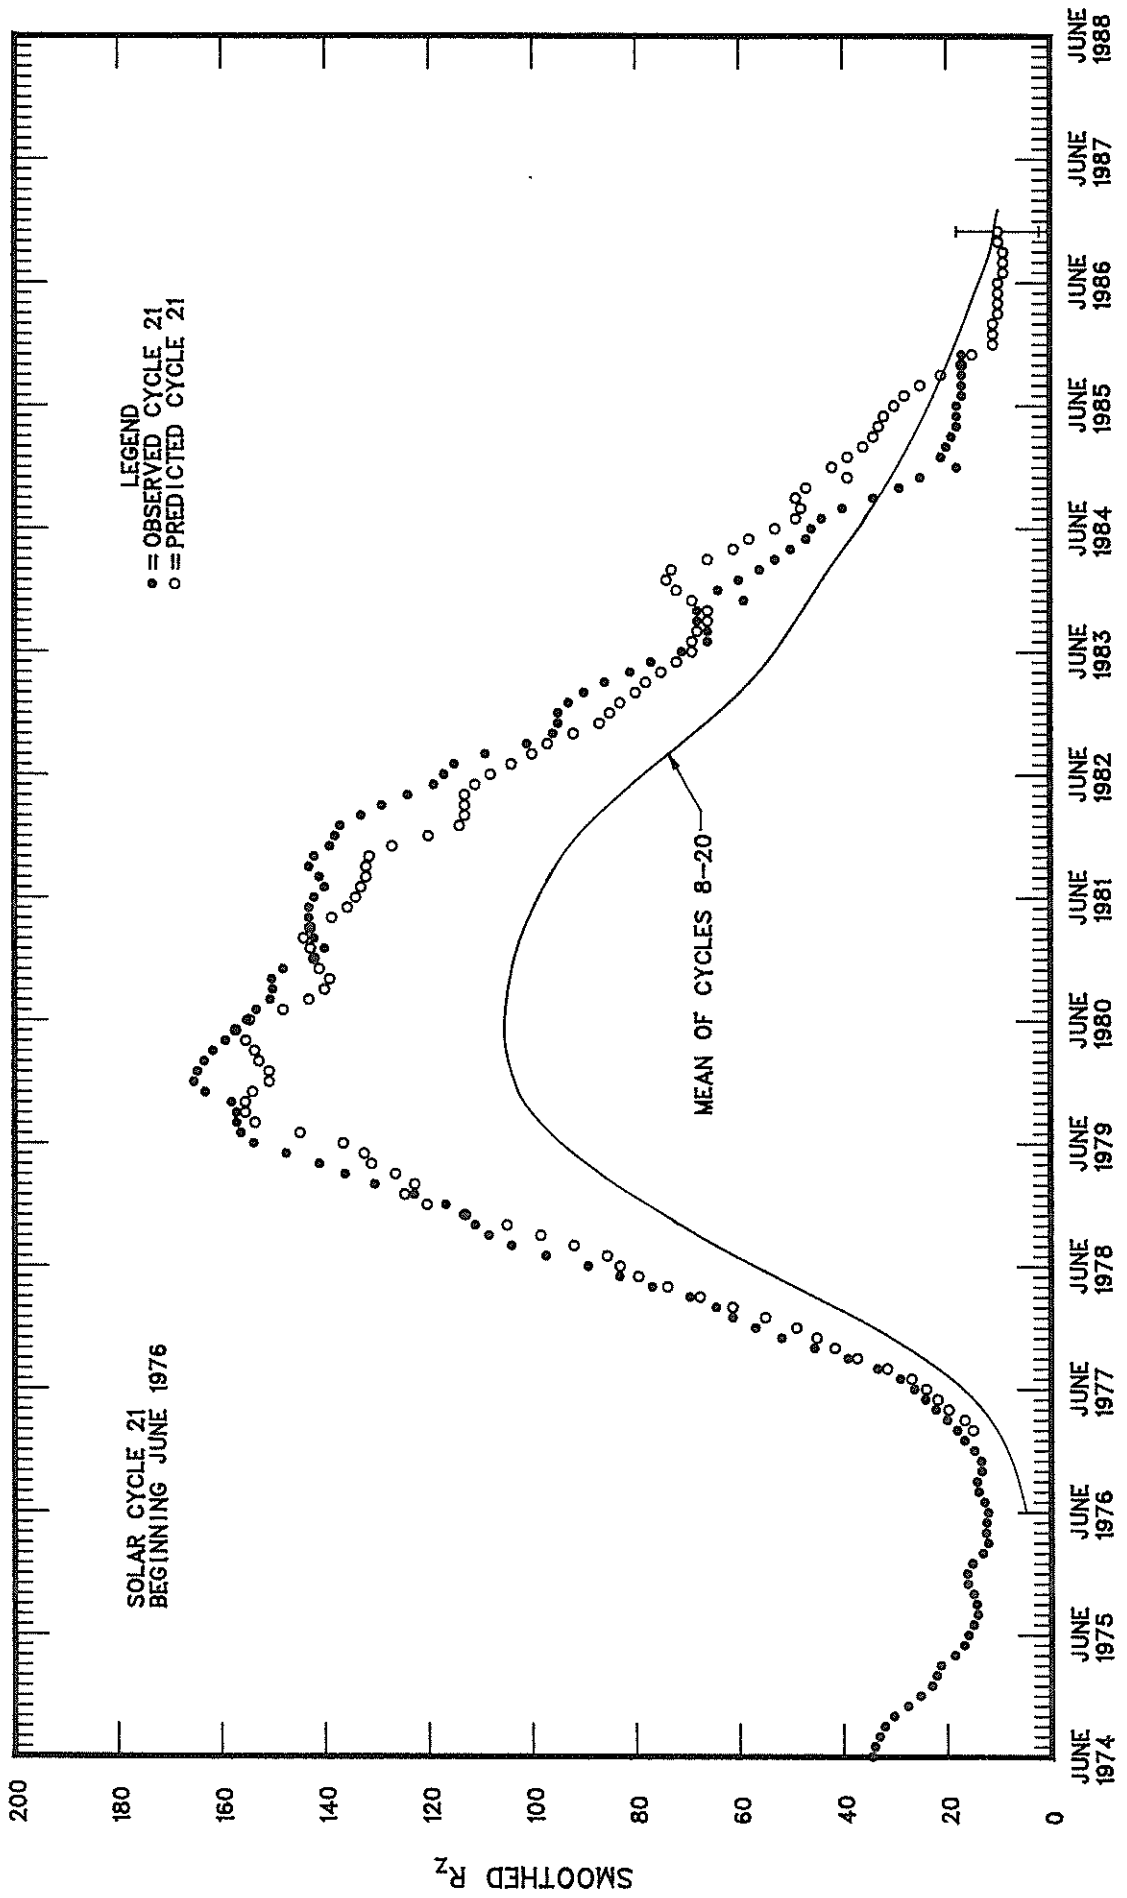 SOLAR CYCLE 21
BEGINNING JUNE 1976
LEGEND
● = OBSERVED CYCLE 21
○ = PREDICTED CYCLE 21
MEAN OF CYCLES 8-20
SMOOTHED Rz
200
180
160
140
120
100
80
60
40
20
0
JUNE 1974
JUNE 1975
JUNE 1976
JUNE 1977
JUNE 1978
JUNE 1979
JUNE 1980
JUNE 1981
JUNE 1982
JUNE 1983
JUNE 1984
JUNE 1985
JUNE 1986
JUNE 1987
JUNE 1988